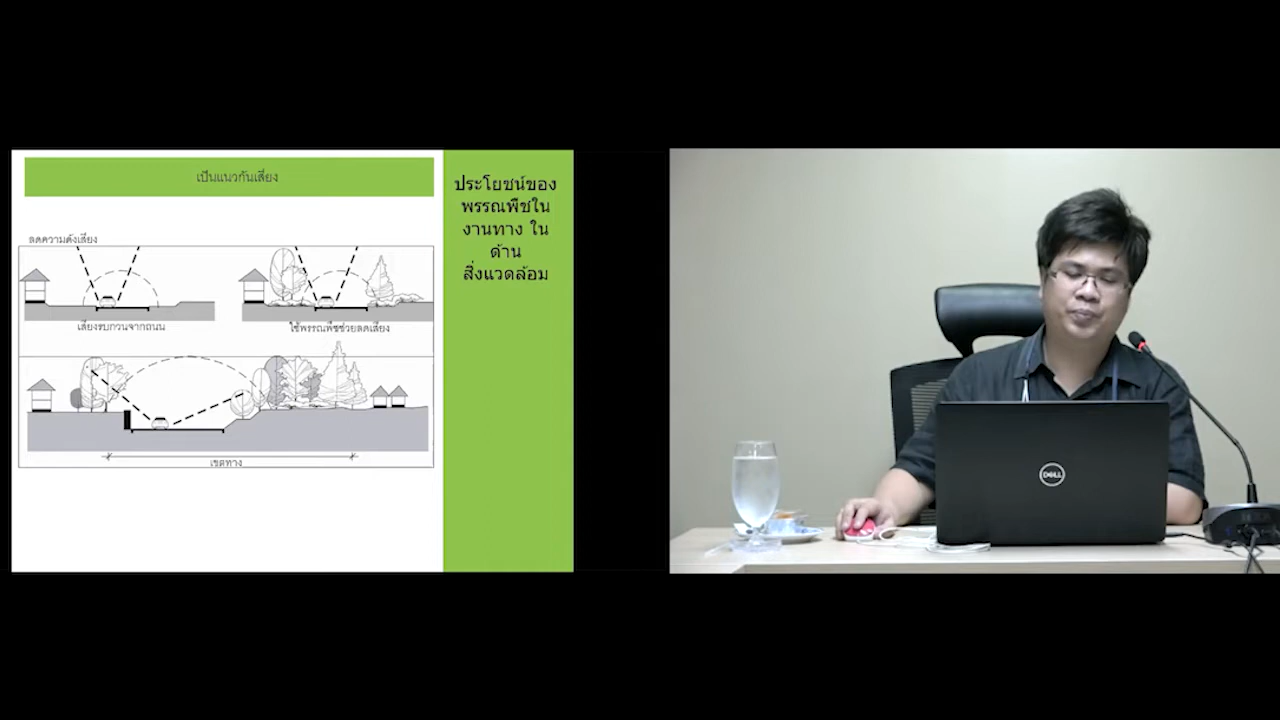 เป็นแนวกันเสียง
ลดความดังเสียง
เสียงรบกวนจากถนน
ใช้พรรณพืชช่วยลดเสียง
เขตทาง
ประโยชน์ของ
พรรณพืชใน
งานทาง ใน
ด้าน
สิ่งแวดล้อม
DELL